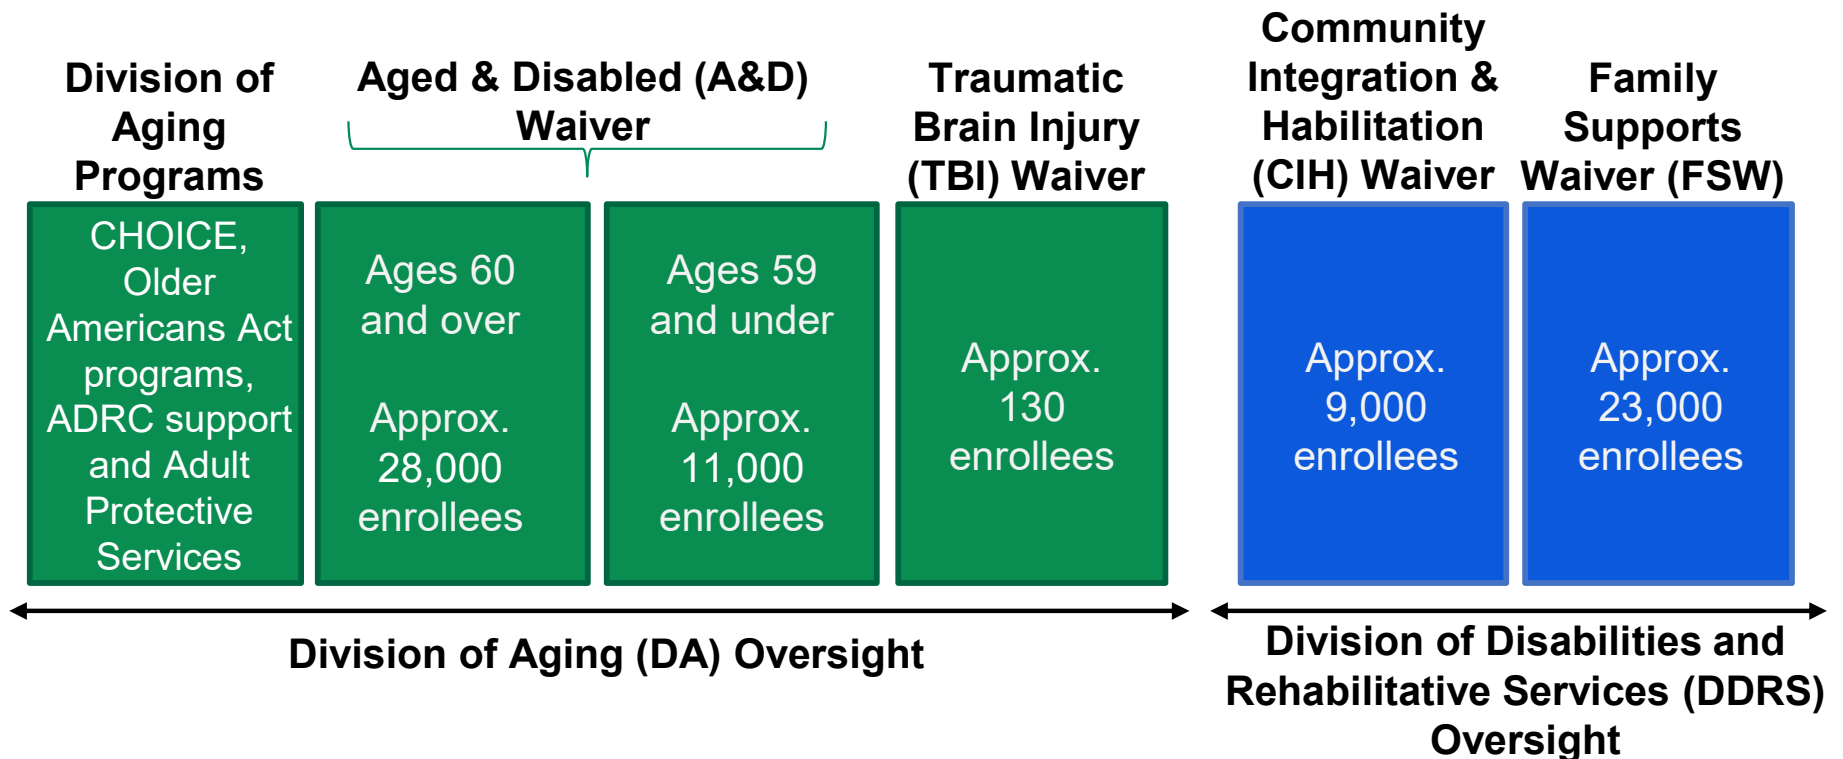 Division of
Aging
Programs
Aged & Disabled (A&D)
Waiver
Traumatic
Brain Injury
(TBI) Waiver
Community
Integration &
Habilitation
(CIH) Waiver
Family
Supports
Waiver (FSW)
CHOICE,
Older
Americans Act
programs,
ADRC support
and Adult
Protective
Services
Ages 60
and over
Approx.
28,000
enrollees
Ages 59
and under
Approx.
11,000
enrollees
Approx.
130
enrollees
Approx.
9,000
enrollees
Approx.
23,000
enrollees
Division of Aging (DA) Oversight
Division of Disabilities and
Rehabilitative Services (DDRS)
Oversight